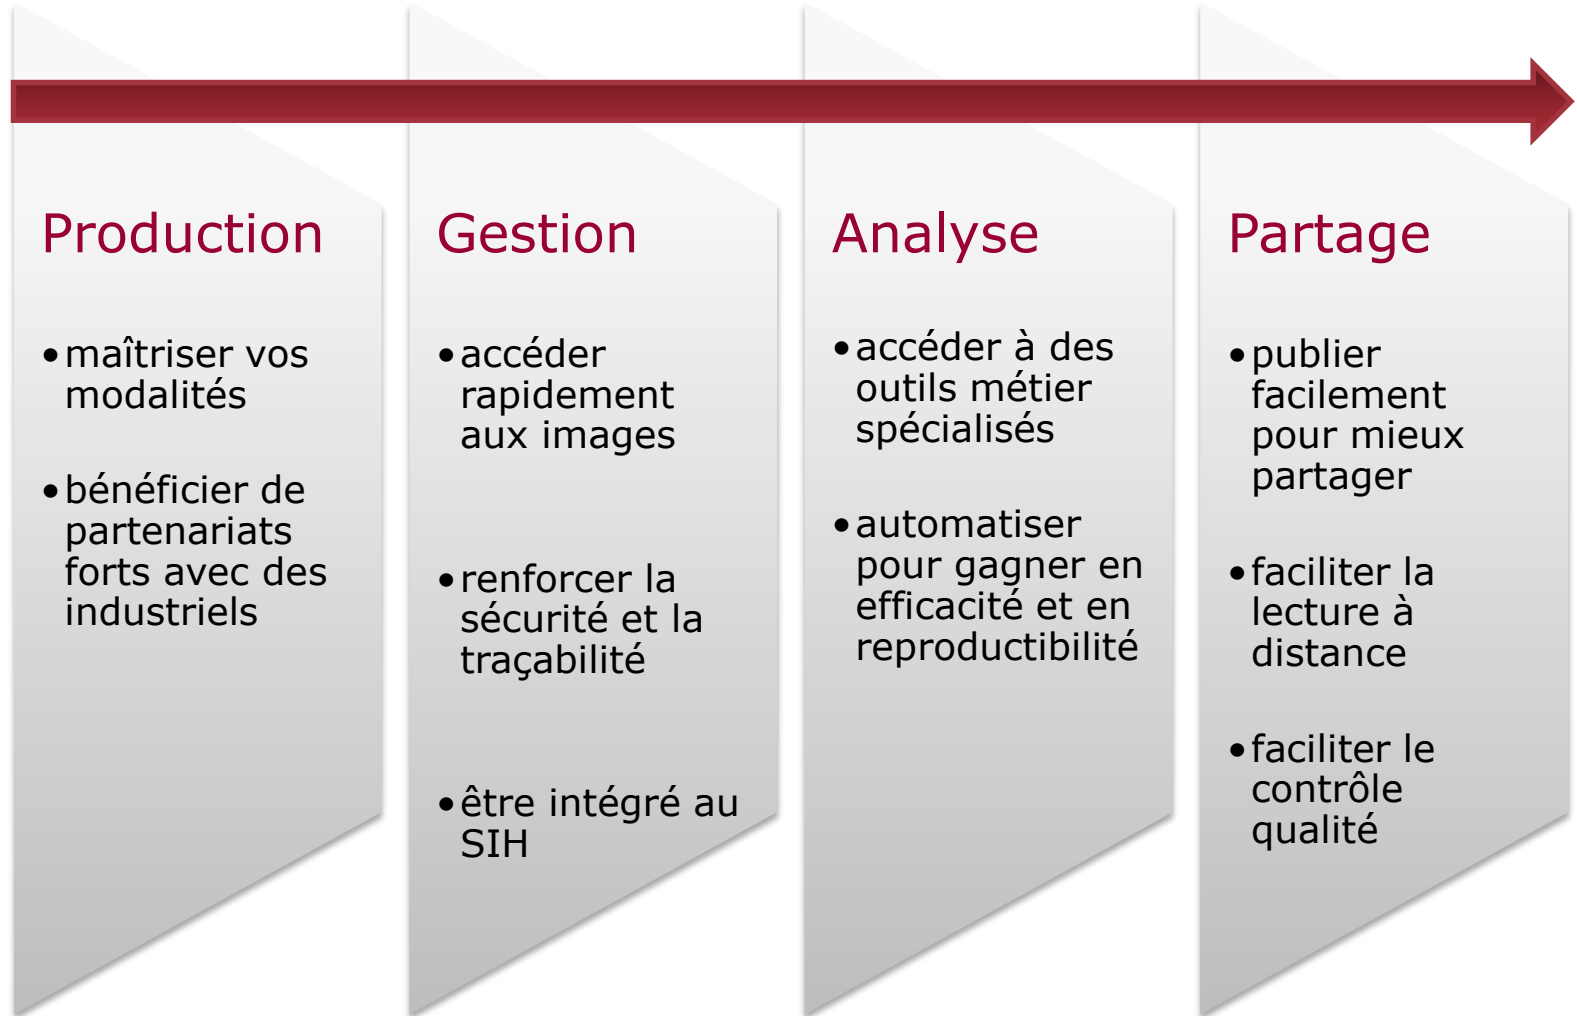 Production
•maîtriser vos
modalités
•bénéficier de
partenariats
forts avec des
industriels
Gestion
•accéder
rapidement
aux images
•renforcer la
sécurité et la
traçabilité
•être intégré au
SIH
Analyse
•accéder à des
outils métier
spécialisés
•automatiser
pour gagner en
efficacité et en
reproductibilité
Partage
•publier
facilement
pour mieux
partager
•faciliter la
lecture à
distance
•faciliter le
contrôle
qualité